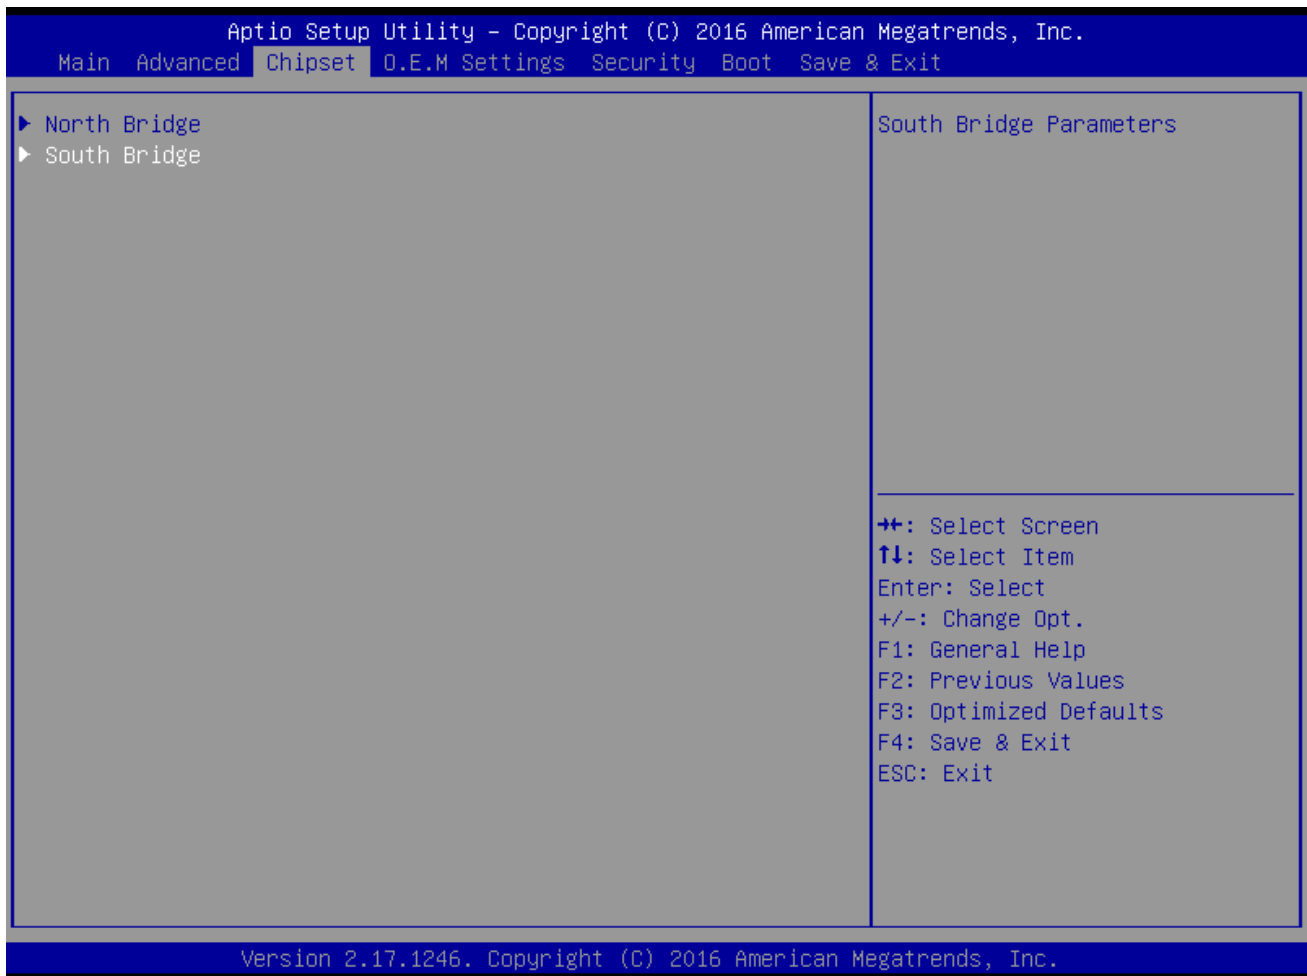 Aptio Setup Utility – Copyright (C) 2016 American Megatrends, Inc.
Main Advanced Chipset O.E.M Settings Security Boot Save & Exit
North Bridge
South Bridge
South Bridge Parameters
→←: Select Screen
↑↓: Select Item
Enter: Select
+/-: Change Opt.
F1: General Help
F2: Previous Values
F3: Optimized Defaults
F4: Save & Exit
ESC: Exit
Version 2.17.1246. Copyright (C) 2016 American Megatrends, Inc.